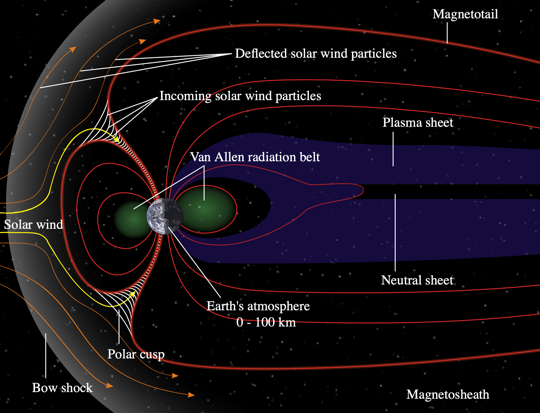 Magnetotail
Deflected solar wind particles
Incoming solar wind particles
Plasma sheet
Van Allen radiation belt
Solar wind
Neutral sheet
Earth's atmosphere
0 - 100 km
Polar cusp
Bow shock
Magnetosheath